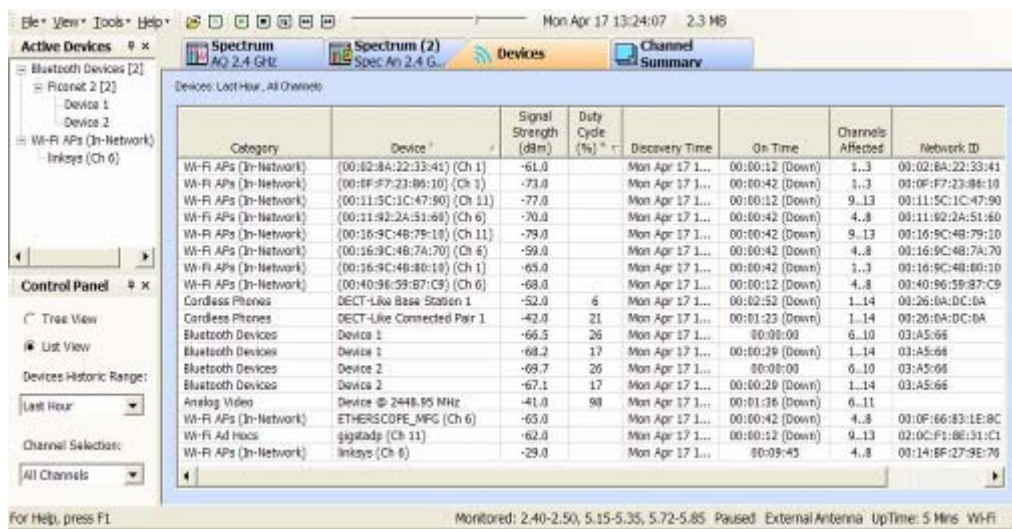 File View Tools Help
Mon Apr 17 13:24:07 2.3 MB
Active Devices
Bluetooth Devices [2]
Piconet 2 [2]
Device 1
Device 2
Wi-Fi APs (In-Network)
linksys (Ch 6)
Control Panel
Tree View
List View
Devices Historic Range:
Last Hour
Channel Selection:
All Channels
Spectrum
AQ 2.4 GHz
Spectrum (2)
Spec An 2.4 G...
Devices
Channel
Summary
Devices: Last Hour, All Channels
Category Device Signal Strength (dBm) Duty Cycle (%) Discovery Time On Time Channels Affected Network ID
Wi-Fi APs (In-Network) (00:02:8A:22:33:41) (Ch 1) -61.0 Mon Apr 17 1... 00:00:12 (Down) 1..3 00:02:8A:22:33:41
Wi-Fi APs (In-Network) (00:0F:F7:23:86:10) (Ch 1) -73.0 Mon Apr 17 1... 00:00:42 (Down) 1..3 00:0F:F7:23:86:10
Wi-Fi APs (In-Network) (00:11:5C:1C:47:90) (Ch 11) -77.0 Mon Apr 17 1... 00:00:12 (Down) 9..13 00:11:5C:1C:47:90
Wi-Fi APs (In-Network) (00:11:92:2A:51:60) (Ch 6) -70.0 Mon Apr 17 1... 00:00:42 (Down) 4..8 00:11:92:2A:51:60
Wi-Fi APs (In-Network) (00:16:9C:4B:79:10) (Ch 11) -79.0 Mon Apr 17 1... 00:00:42 (Down) 9..13 00:16:9C:4B:79:10
Wi-Fi APs (In-Network) (00:16:9C:4B:7A:70) (Ch 6) -59.0 Mon Apr 17 1... 00:00:42 (Down) 4..8 00:16:9C:4B:7A:70
Wi-Fi APs (In-Network) (00:16:9C:4B:80:10) (Ch 1) -65.0 Mon Apr 17 1... 00:00:42 (Down) 1..3 00:16:9C:4B:80:10
Wi-Fi APs (In-Network) (00:40:96:59:87:C9) (Ch 6) -68.0 Mon Apr 17 1... 00:00:12 (Down) 4..8 00:40:96:59:87:C9
Cordless Phones DECT-Like Base Station 1 -52.0 6 Mon Apr 17 1... 00:02:52 (Down) 1..14 00:26:0A:DC:0A
Cordless Phones DECT-Like Connected Pair 1 -42.0 21 Mon Apr 17 1... 00:01:23 (Down) 1..14 00:26:0A:DC:0A
Bluetooth Devices Device 1 -66.5 26 Mon Apr 17 1... 00:00:00 6..10 03:A5:66
Bluetooth Devices Device 1 -68.2 17 Mon Apr 17 1... 00:00:29 (Down) 1..14 03:A5:66
Bluetooth Devices Device 2 -69.7 26 Mon Apr 17 1... 00:00:00 6..10 03:A5:66
Bluetooth Devices Device 2 -67.1 17 Mon Apr 17 1... 00:00:29 (Down) 1..14 03:A5:66
Analog Video Device @ 2448.95 MHz -41.0 98 Mon Apr 17 1... 00:01:36 (Down) 6..11
Wi-Fi APs (In-Network) ETHERSCOPE_MFG (Ch 6) -65.0 Mon Apr 17 1... 00:00:42 (Down) 4..8 00:0F:66:83:1E:8C
Wi-Fi Ad Hocs gigstadp (Ch 11) -62.0 Mon Apr 17 1... 00:00:12 (Down) 9..13 02:0C:F1:8E:31:C1
Wi-Fi APs (In-Network) linksys (Ch 6) -29.0 Mon Apr 17 1... 00:09:45 4..8 00:14:BF:27:9E:76
For Help, press F1
Monitored: 2.40-2.50, 5.15-5.35, 5.72-5.85 Paused External Antenna UpTime: 5 Mins Wi-Fi